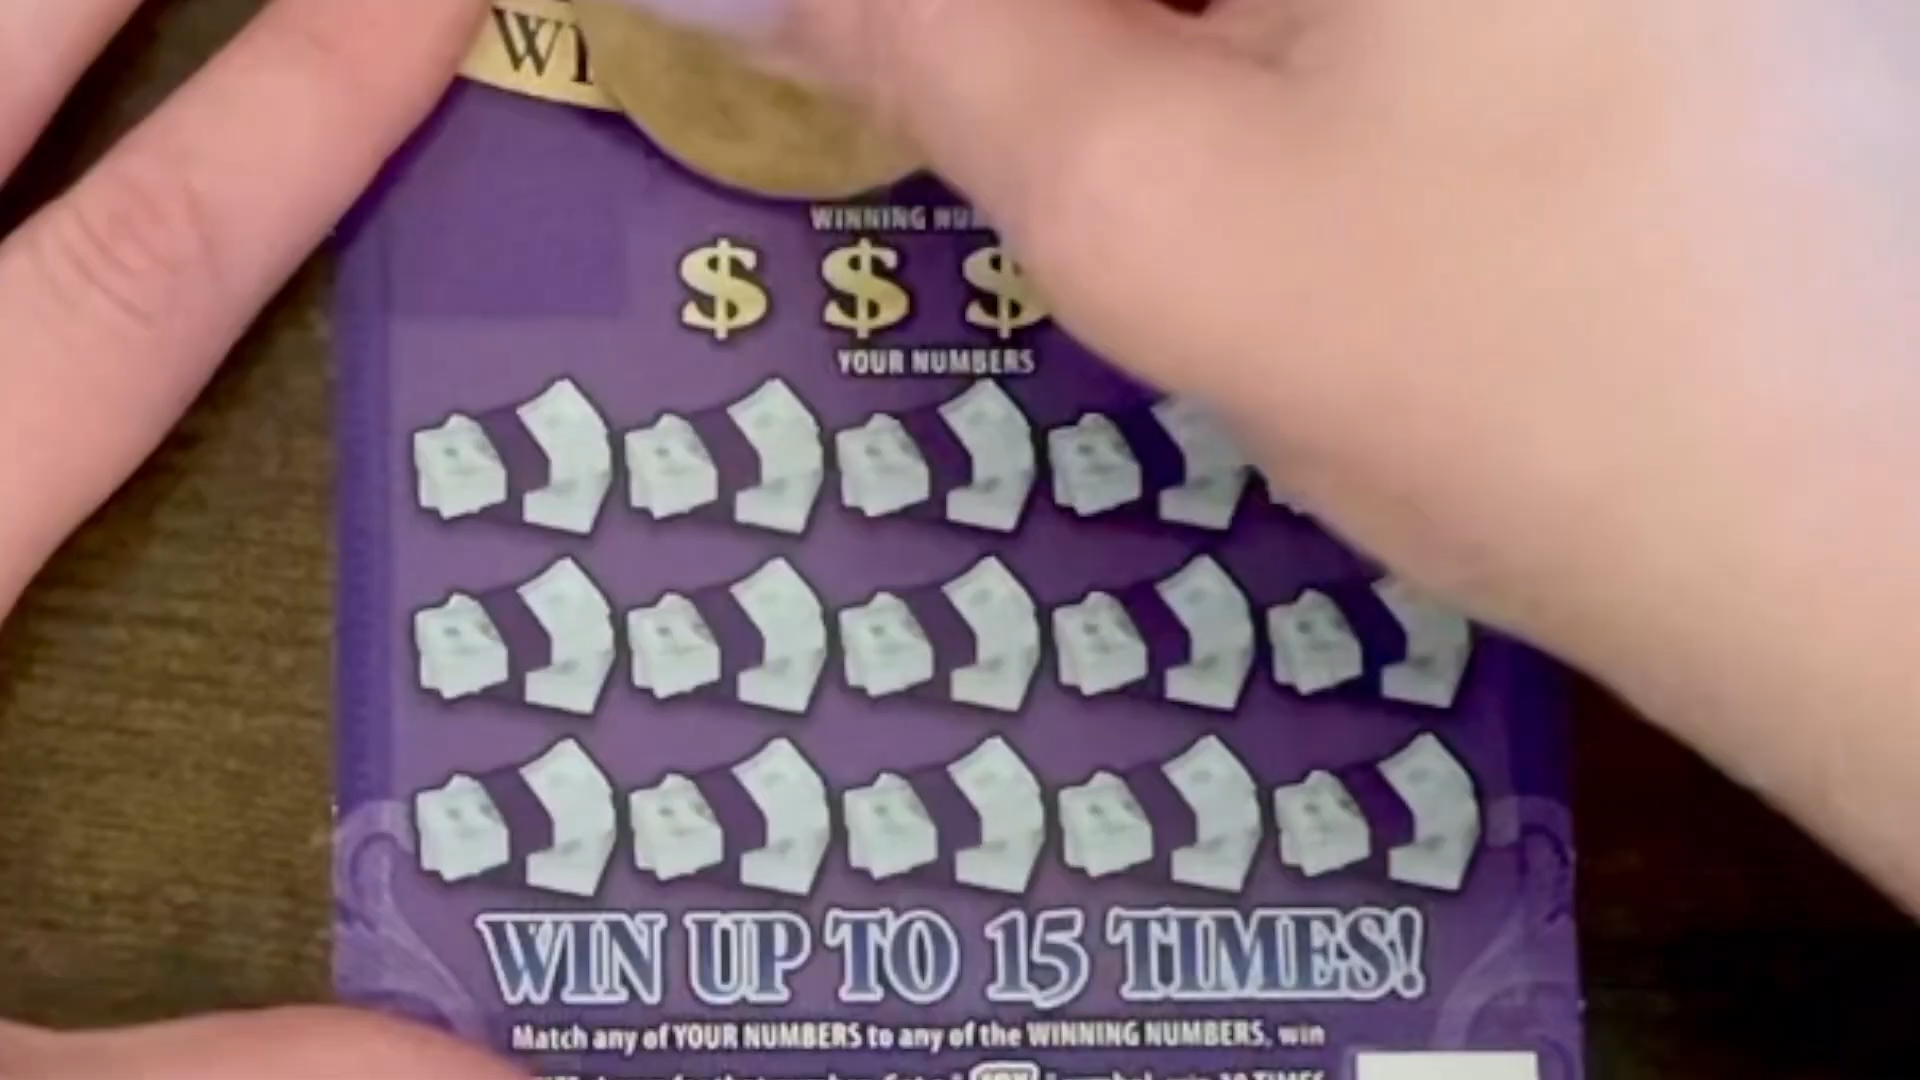 WINNING
$ $ $
YOUR NUMBERS
WIN UP TO 15 TIMES!
Match any of YOUR NUMBERS to any of the WINNING NUMBERS, win